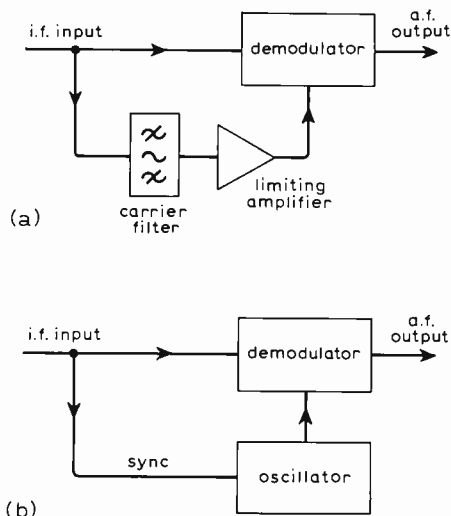 i.f. input
demodulator
a.f.
output
carrier
filter
limiting
amplifier
(a)
i.f. input
demodulator
a.f.
output
sync
oscillator
(b)